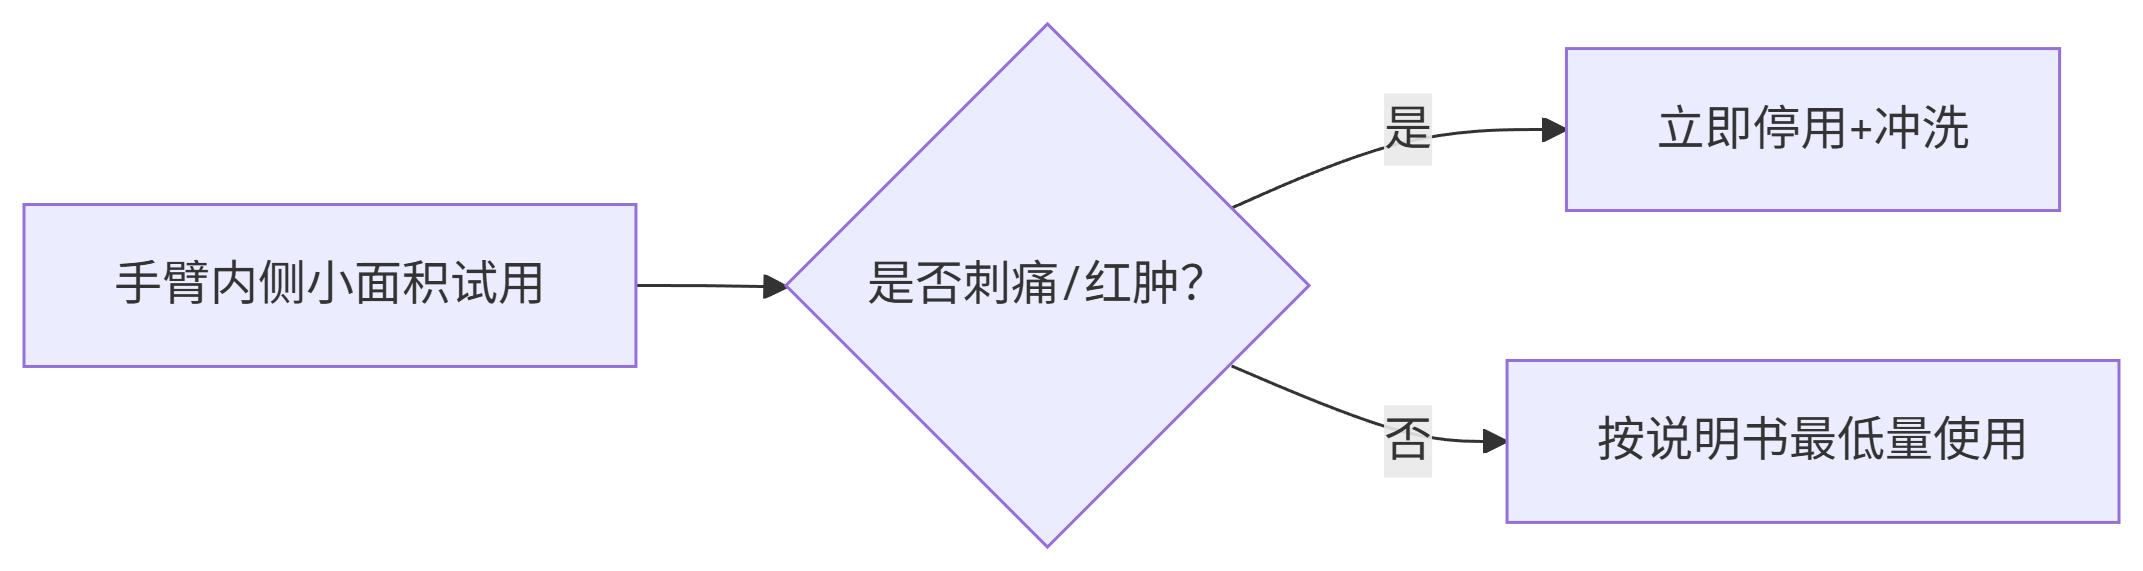 手臂内侧小面积试用
是否刺痛/红肿？
是
立即停用+冲洗
否
按说明书最低量使用